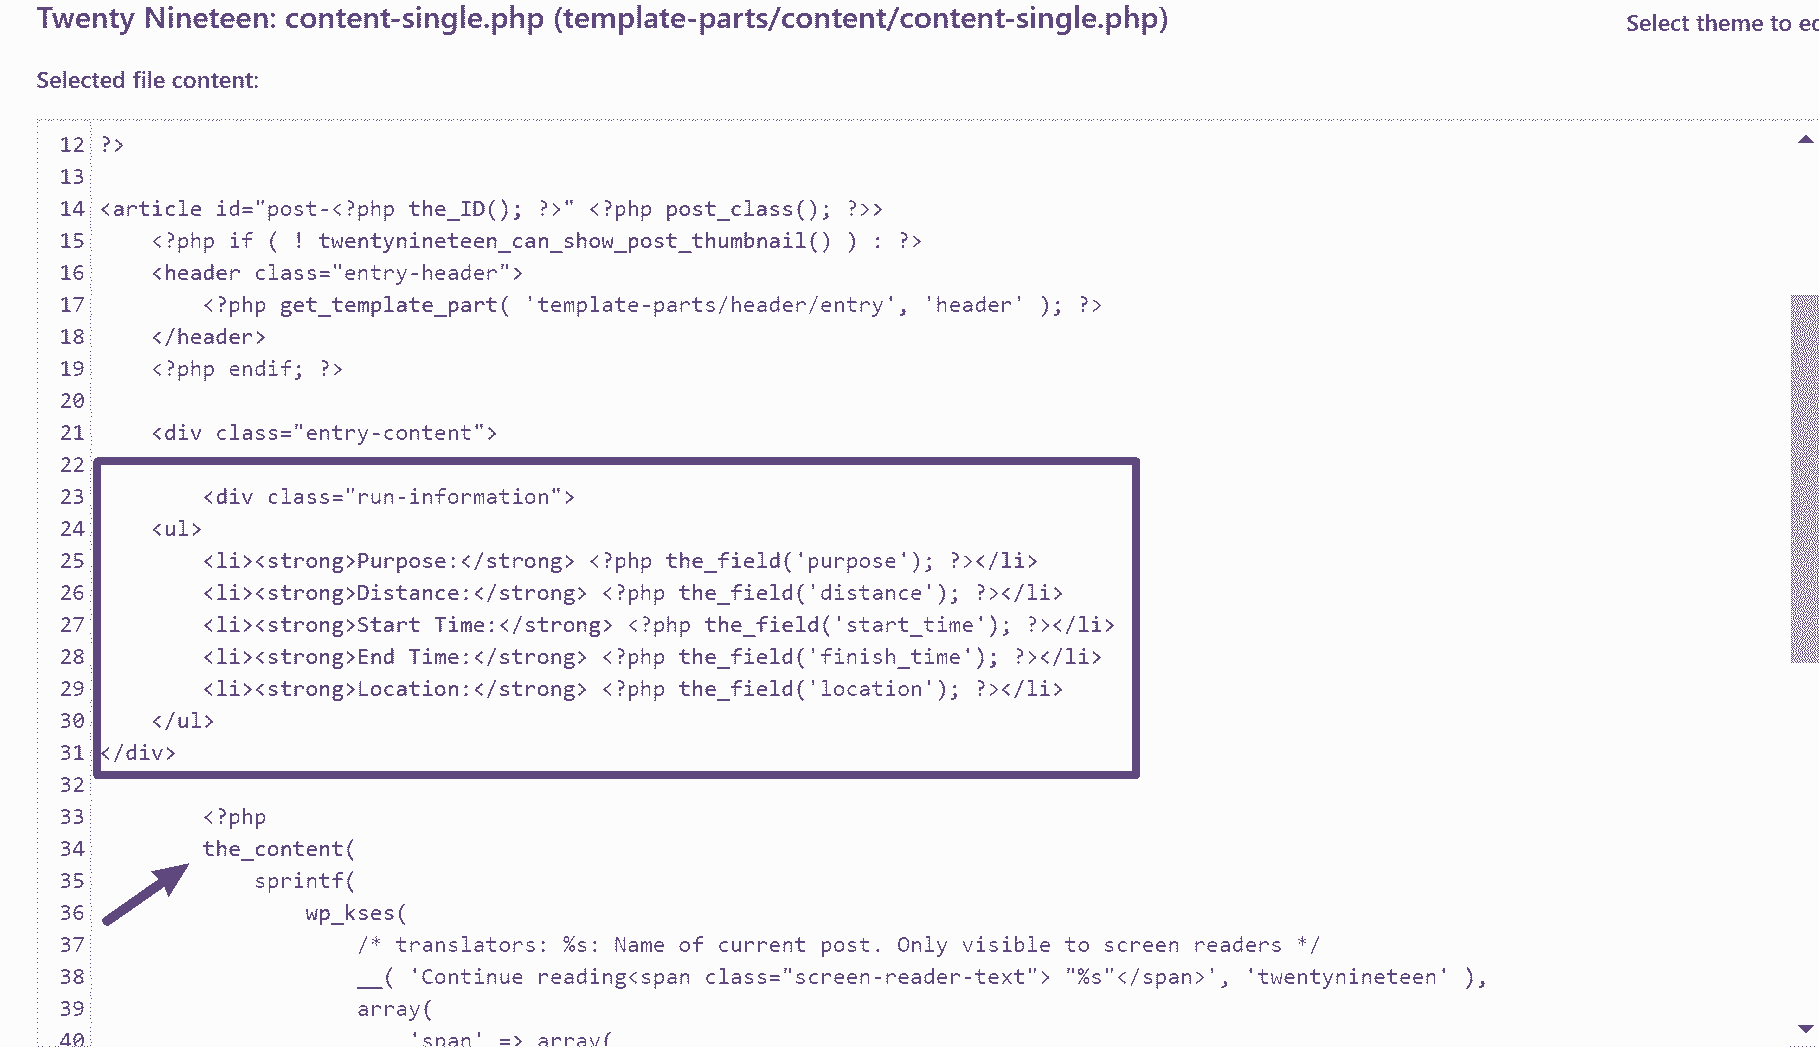 Twenty Nineteen: content-single.php (template-parts/content/content-single.php)
Select theme to ec
Selected file content:
12 ?>
13
14 <article id="post-<?php the_ID(); ?>" <?php post_class(); ?>>
15     <?php if ( ! twentynineteen_can_show_post_thumbnail() ) : ?>
16     <header class="entry-header">
17         <?php get_template_part( 'template-parts/header/entry', 'header' ); ?>
18     </header>
19     <?php endif; ?>
20
21     <div class="entry-content">
22
23         <div class="run-information">
24     <ul>
25         <li><strong>Purpose:</strong> <?php the_field('purpose'); ?></li>
26         <li><strong>Distance:</strong> <?php the_field('distance'); ?></li>
27         <li><strong>Start Time:</strong> <?php the_field('start_time'); ?></li>
28         <li><strong>End Time:</strong> <?php the_field('finish_time'); ?></li>
29         <li><strong>Location:</strong> <?php the_field('location'); ?></li>
30     </ul>
31 </div>
32
33         <?php
34         the_content(
35             sprintf(
36                 wp_kses(
37                     /* translators: %s: Name of current post. Only visible to screen readers */
38                     __( 'Continue reading<span class="screen-reader-text"> "%s"</span>', 'twentynineteen' ),
39                     array(
40                         'span' => array(